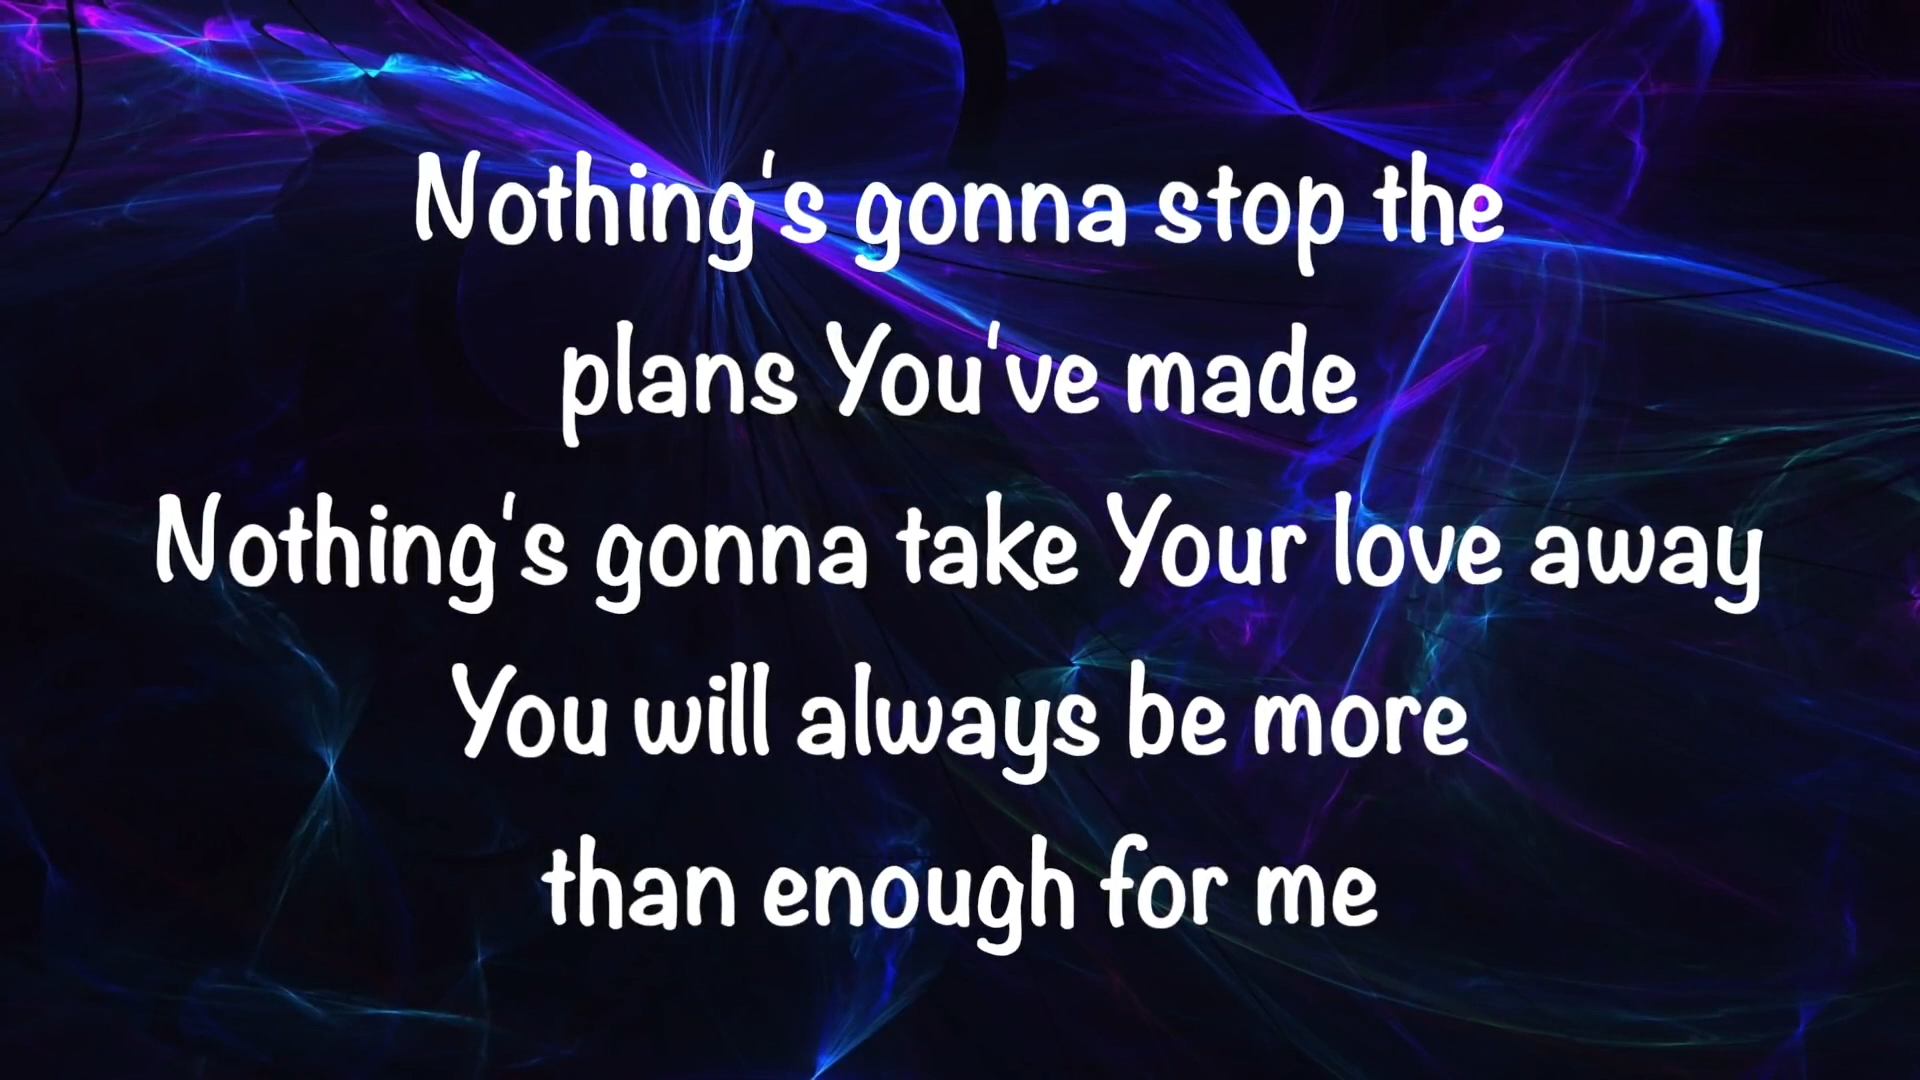 Nothing's gonna stop the
plans You've made
Nothing's gonna take Your love away
You will always be more
than enough for me